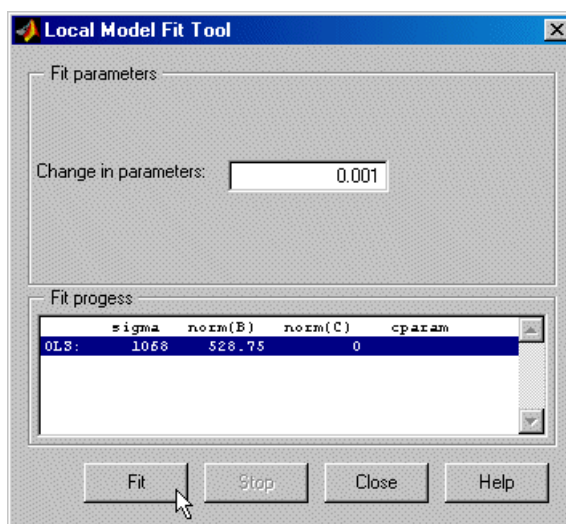 Local Model Fit Tool
Fit parameters
Change in parameters: 0.001
Fit progess
sigma norm(B) norm(C) cparam
OLS: 1068 528.75 0
Fit Stop Close Help